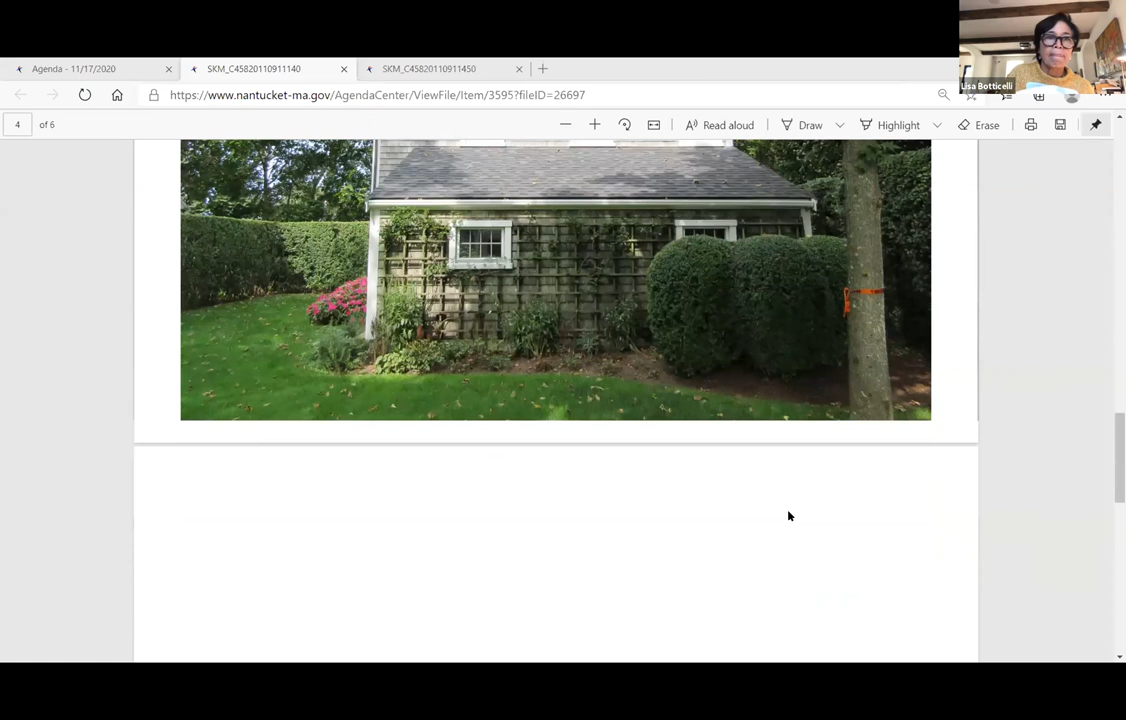 Lisa Botticelli
Agenda - 11/17/2020
SKM_C45820110911140
SKM_C45820110911450
https://www.nantucket-ma.gov/AgendaCenter/ViewFile/Item/3595?fileID=26697
4 of 6
Read aloud
Draw
Highlight
Erase